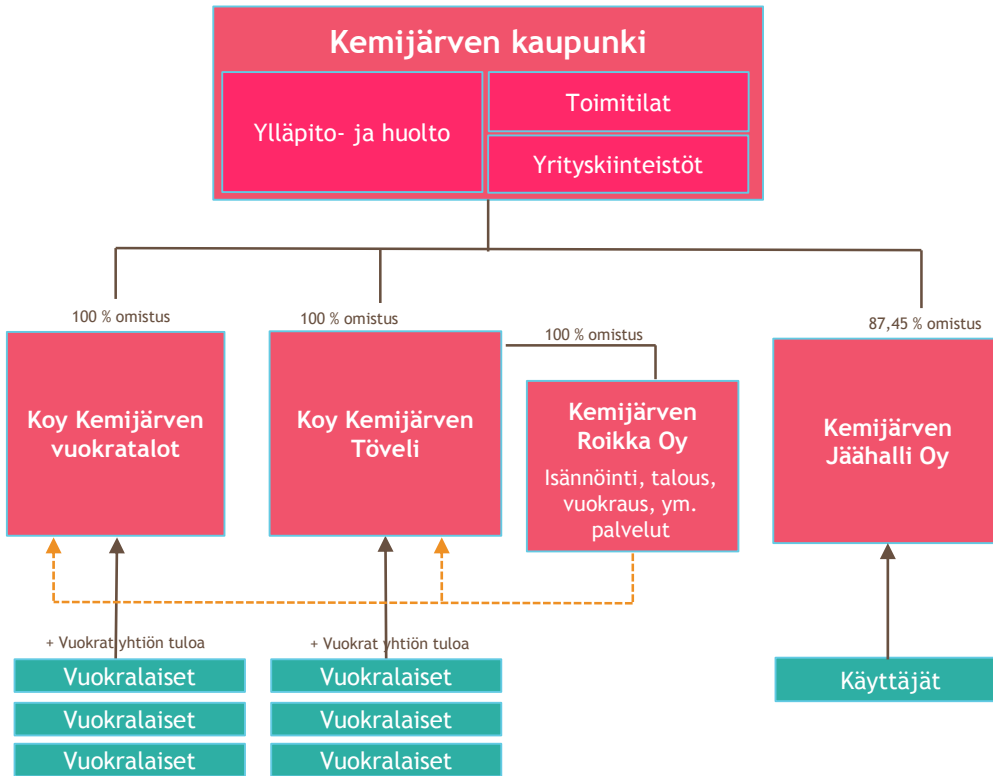 Kemijärven kaupunki
Ylläpito- ja huolto
Toimitilat
Yrityskiinteistöt
100 % omistus
100 % omistus
100 % omistus
87,45 % omistus
Koy Kemijärven
vuokratalot
Koy Kemijärven
Töveli
Kemijärven
Roikka Oy
Isännöinti, talous,
vuokraus, ym.
palvelut
Kemijärven
Jäähalli Oy
+ Vuokrat yhtiön tuloa
Vuokralaiset
Vuokralaiset
Vuokralaiset
+ Vuokrat yhtiön tuloa
Vuokralaiset
Vuokralaiset
Vuokralaiset
Käyttäjät